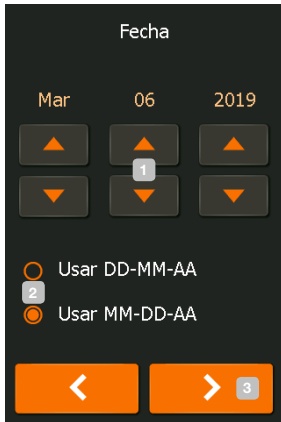 Fecha
Mar 06 2019
1
Usar DD-MM-AA
2
Usar MM-DD-AA
3